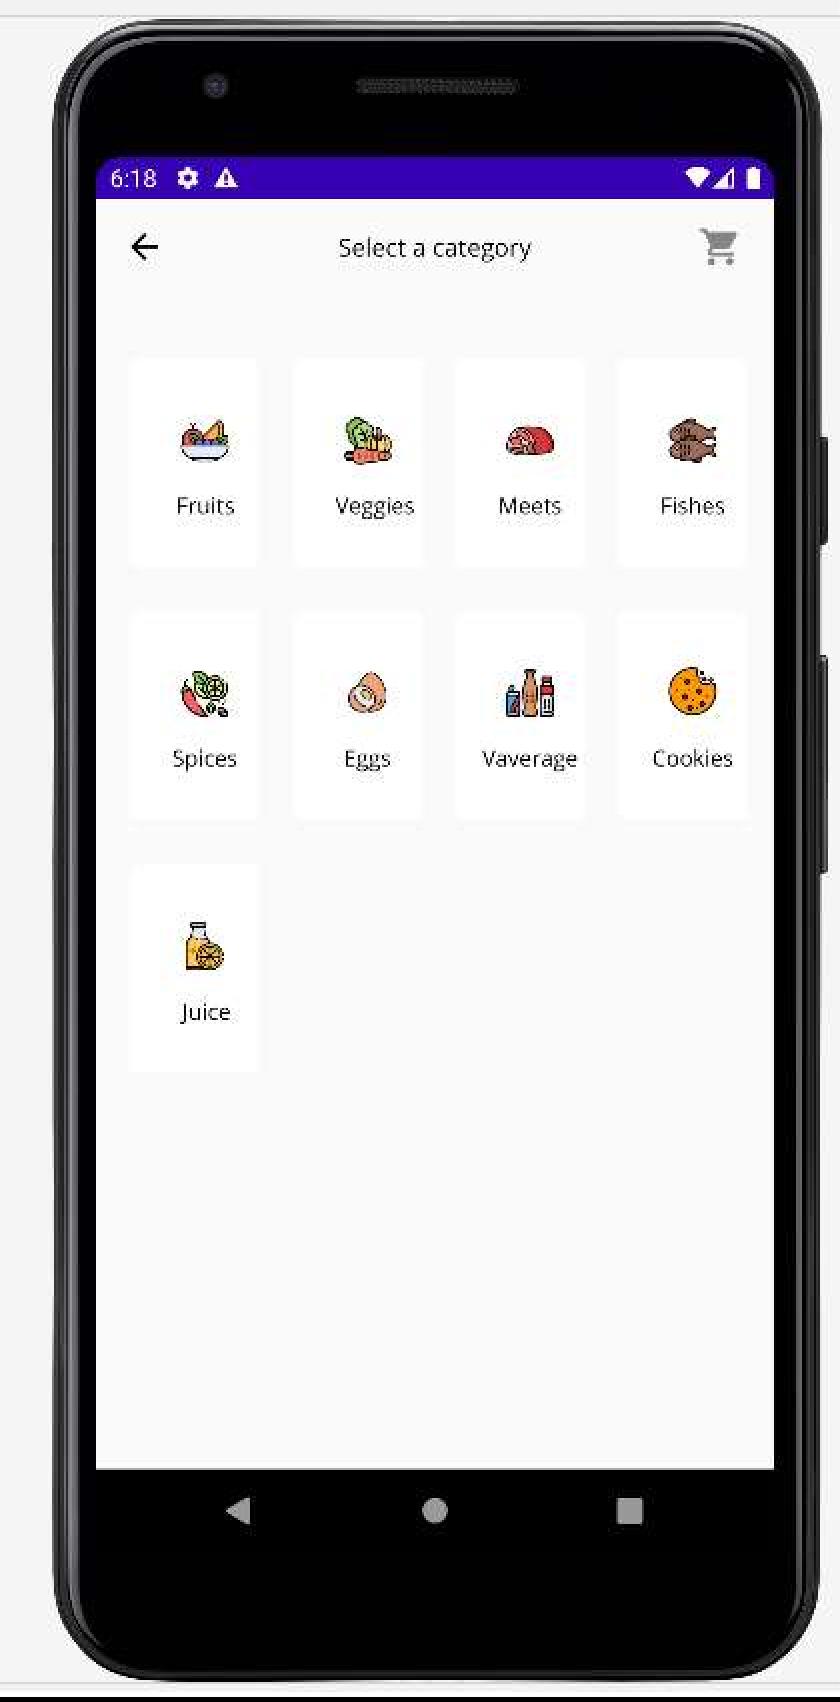 6:18
Select a category
Fruits Veggies Meets Fishes
Spices Eggs Vaverage Cookies
Juice